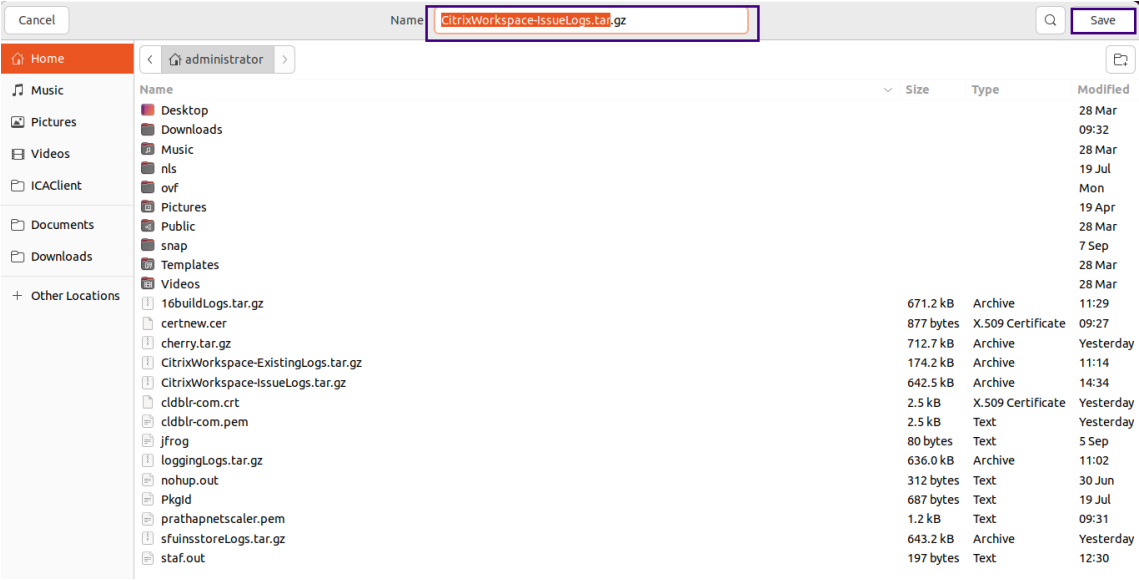 Cancel Name CitrixWorkspace-IssueLogs.tar.gz Save
Home administrator
Music
Pictures
Videos
ICAClient
Documents
Downloads
Other Locations
Name Size Type Modified
Desktop 28 Mar
Downloads 09:32
Music 28 Mar
nls 19 Jul
ovf Mon
Pictures 19 Apr
Public 28 Mar
snap 7 Sep
Templates 28 Mar
Videos 28 Mar
16buildLogs.tar.gz 671.2 kB Archive 11:29
certnew.cer 877 bytes X.509 Certificate 09:27
cherry.tar.gz 712.7 kB Archive Yesterday
CitrixWorkspace-ExistingLogs.tar.gz 174.2 kB Archive 11:14
CitrixWorkspace-IssueLogs.tar.gz 642.5 kB Archive 14:34
cldblr-com.crt 2.5 kB X.509 Certificate Yesterday
cldblr-com.pem 2.5 kB Text Yesterday
jfrog 80 bytes Text 5 Sep
loggingLogs.tar.gz 636.0 kB Archive 11:02
nohup.out 312 bytes Text 30 Jun
PkgId 687 bytes Text 19 Jul
prathapnetscaler.pem 1.2 kB Text 09:31
sfuinsstoreLogs.tar.gz 643.2 kB Archive Yesterday
staf.out 197 bytes Text 12:30